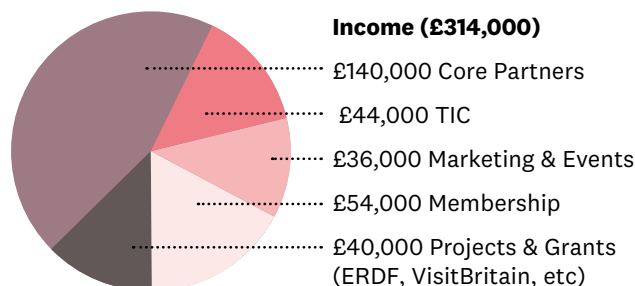 Income (£314,000)
£140,000 Core Partners
£44,000 TIC
£36,000 Marketing & Events
£54,000 Membership
£40,000 Projects & Grants
(ERDF, VisitBritain, etc)